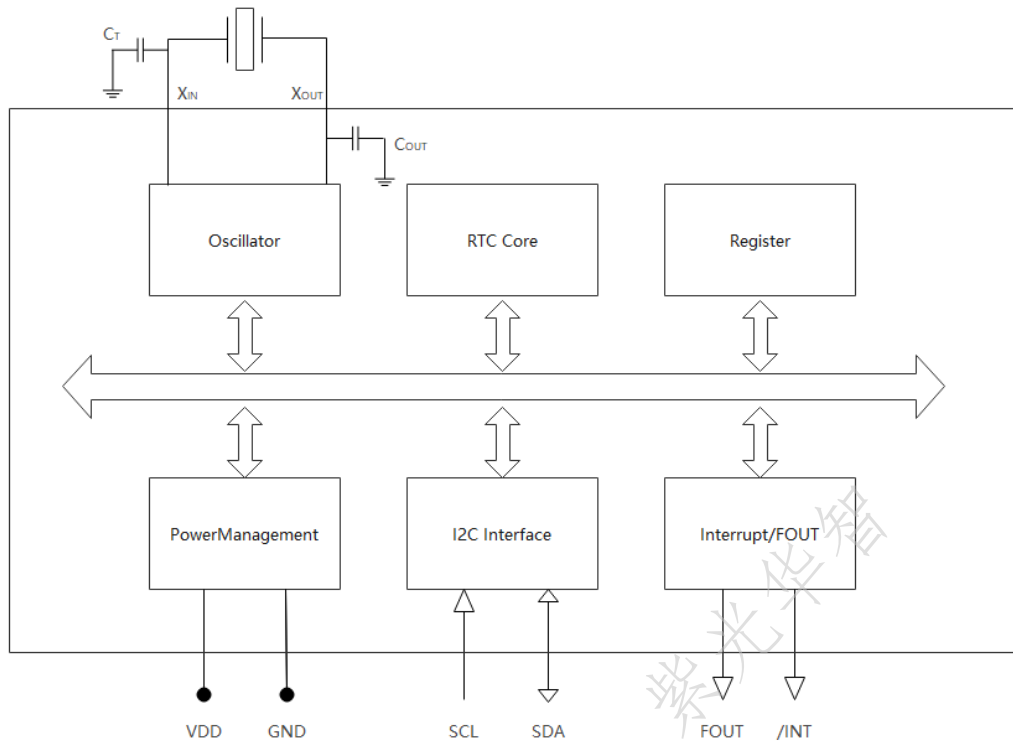 CT
XIN
XOUT
COUT
Oscillator
RTC Core
Register
PowerManagement
I2C Interface
Interrupt/FOUT
VDD
GND
SCL
SDA
FOUT
/INT
紫光华智